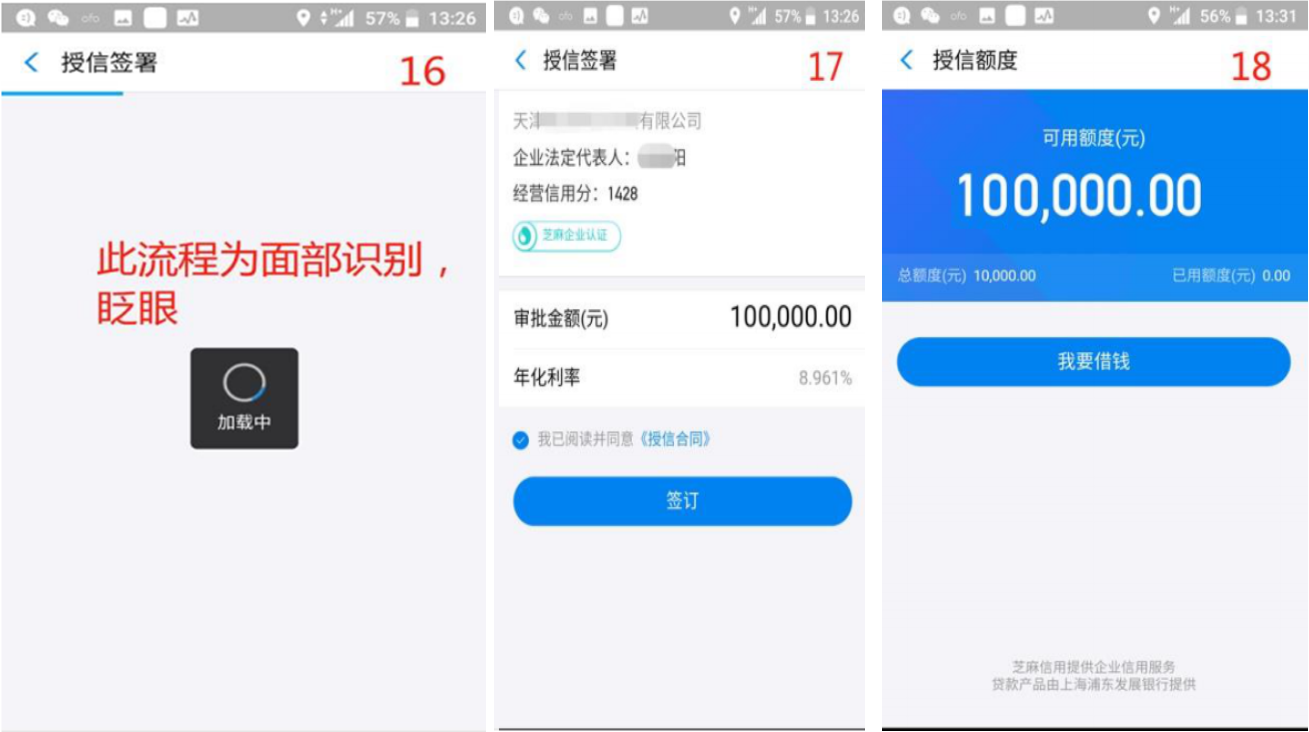 57% 13:26
授信签署
16
此流程为面部识别，
眨眼
加载中
ofo 57% 13:26
授信签署
17
天津 有限公司
企业法定代表人： 阳
经营信用分：1428
芝麻企业认证
审批金额(元) 100,000.00
年化利率 8.961%
我已阅读并同意《授信合同》
签订
ofo 56% 13:31
授信额度
18
可用额度(元)
100,000.00
总额度(元) 10,000.00 已用额度(元) 0.00
我要借钱
芝麻信用提供企业信用服务
贷款产品由上海浦东发展银行提供